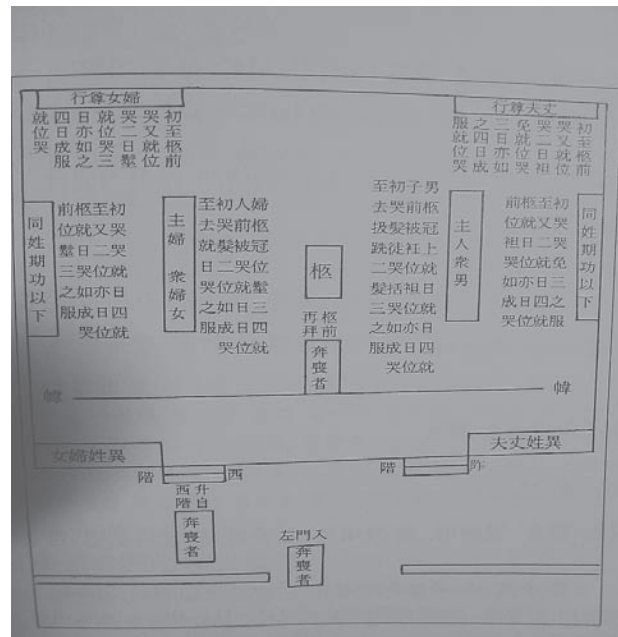 丈夫尊行
初至柩前
哭又就位
哭二日袒
免就位哭
三日亦如
之四日成
服就位哭
婦女尊行
初至柩前
哭又就位
哭二日髽
就位哭三
日亦如之
四日成服
就位哭
同姓期功以下
初至柩前
哭又就位
哭二日袒
免就位哭
三日亦如
之四日成
服就位哭
主人衆男
男子初至
柩前哭去
冠被髮扱
上衽徒跣
就位哭二
日袒括髮
就位哭三
日亦如之
四日成服
就位哭
柩
柩前
再拜
奔喪者
主婦 衆婦女
婦人初至
柩前哭去
冠被髮就
位哭二日
髽就位哭
三日如之
四日成服
就位哭
同姓期功以下
初至柩前
哭又就位
哭二日髽
就位哭三
日亦如之
四日成服
就位哭
幃
幃
異姓丈夫
異姓婦女
阼階
西階
升自
西階
奔喪者
入門左
奔喪者